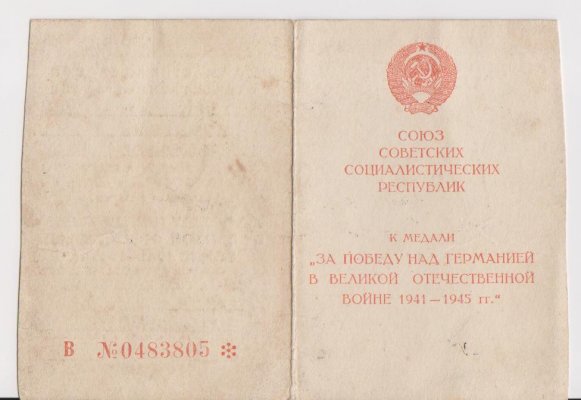 В №0483805 ✻
СОЮЗ
СОВЕТСКИХ
СОЦИАЛИСТИЧЕСКИХ
РЕСПУБЛИК
К МЕДАЛИ
„ЗА ПОБЕДУ НАД ГЕРМАНИЕЙ
В ВЕЛИКОЙ ОТЕЧЕСТВЕННОЙ
ВОЙНЕ 1941—1945 гг.“